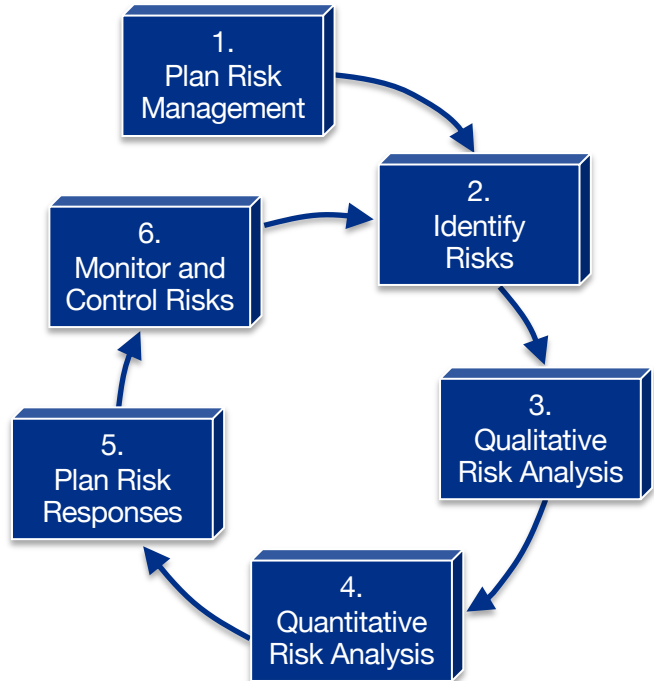 1.
Plan Risk
Management
2.
Identify
Risks
3.
Qualitative
Risk Analysis
4.
Quantitative
Risk Analysis
5.
Plan Risk
Responses
6.
Monitor and
Control Risks